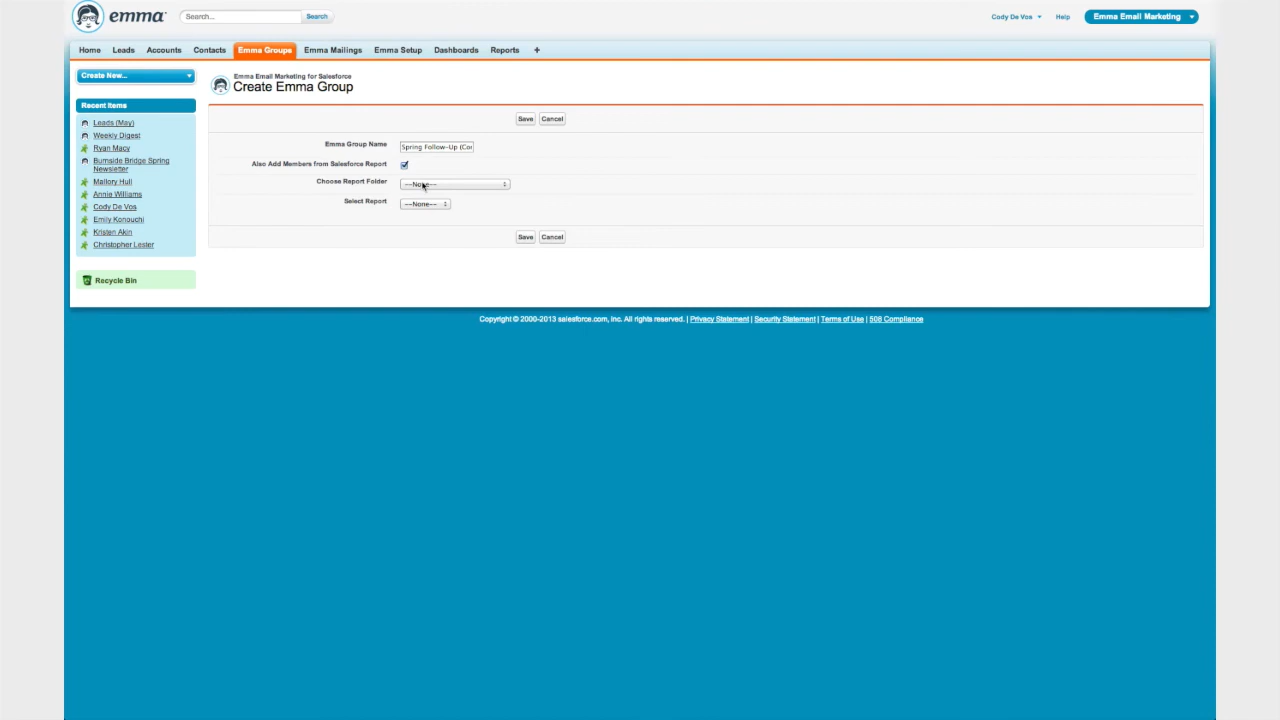 emma
Search...
Search
Cody De Vos
Help
Emma Email Marketing
Home
Leads
Accounts
Contacts
Emma Groups
Emma Mailings
Emma Setup
Dashboards
Reports
+
Create New...
Recent Items
Leads (May)
Weekly Digest
Ryan Macy
Burnside Bridge Spring
Newsletter
Mallory Hull
Annie Williams
Cody De Vos
Emily Konouchi
Kristen Akin
Christopher Lester
Recycle Bin
Emma Email Marketing for Salesforce
Create Emma Group
Save
Cancel
Emma Group Name
Spring Follow-Up (Con
Also Add Members from Salesforce Report
Choose Report Folder
--None--
Select Report
--None--
Save
Cancel
Copyright © 2000-2013 salesforce.com, inc. All rights reserved. | Privacy Statement | Security Statement | Terms of Use | 508 Compliance